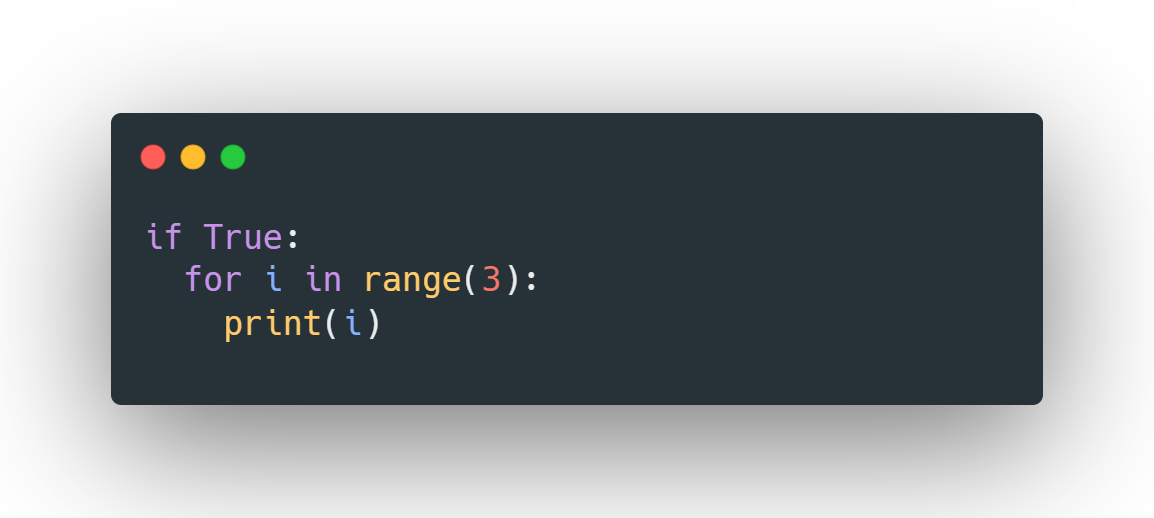 if True:
  for i in range(3):
    print(i)